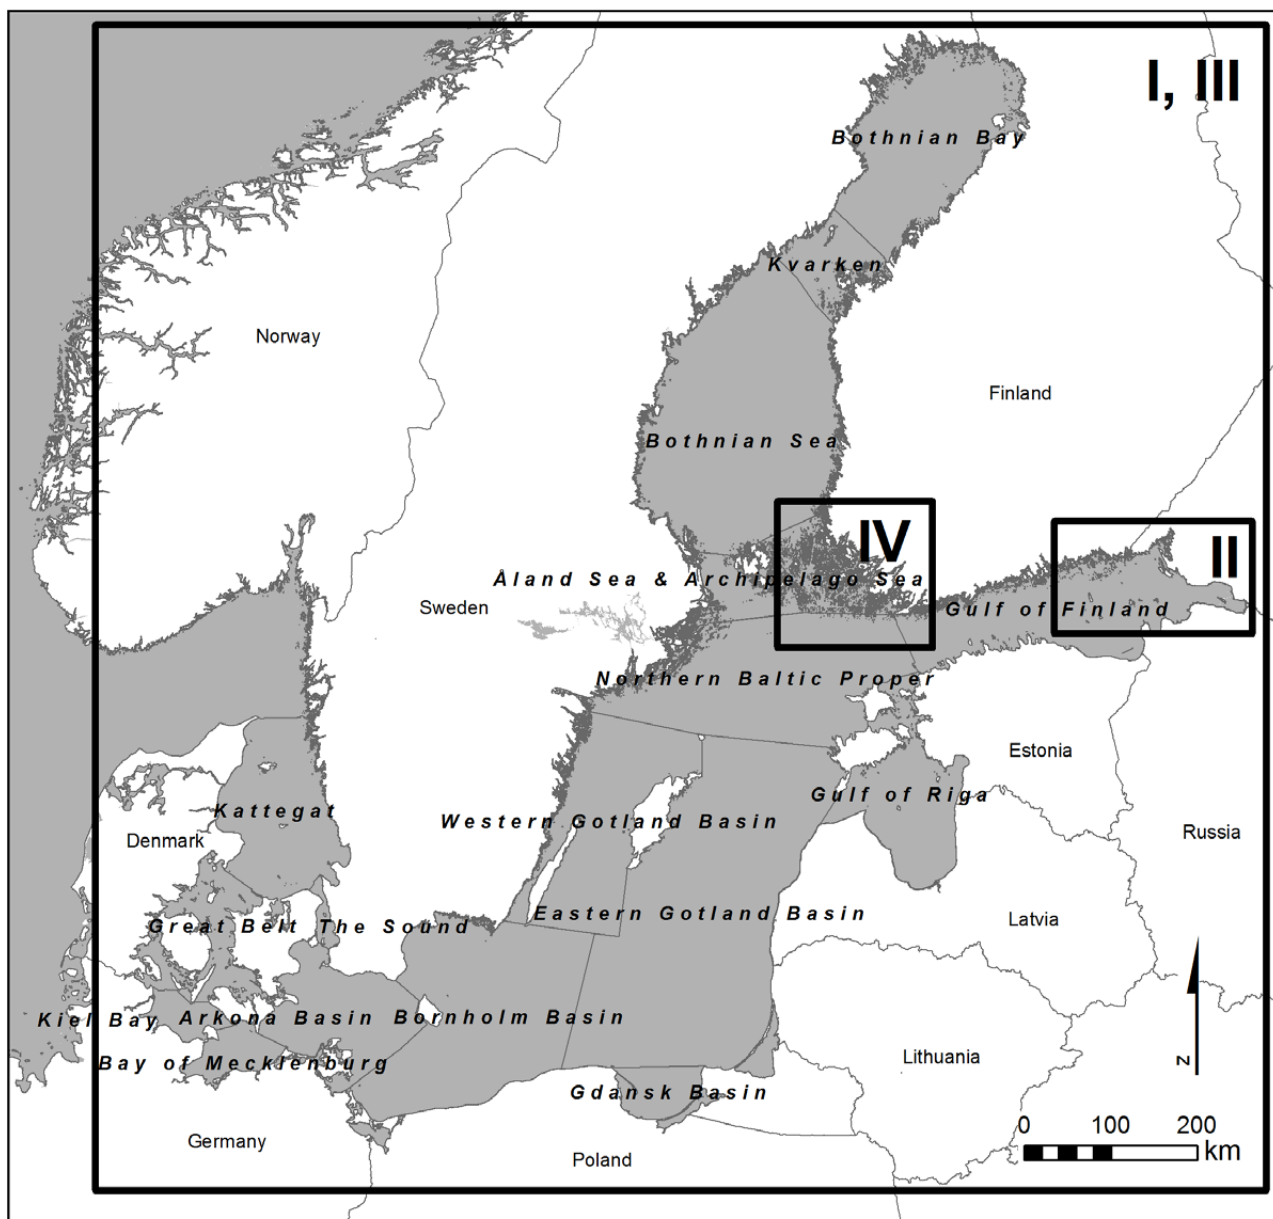 I, III
Bothnian Bay
Kvarken
Norway
Finland
Bothnian Sea
IV
II
Åland Sea & Archipelago Sea
Sweden
Gulf of Finland
Northern Baltic Proper
Estonia
Gulf of Riga
Kattegat
Western Gotland Basin
Russia
Denmark
Eastern Gotland Basin
Latvia
Great Belt The Sound
Kiel Bay Arkona Basin Bornholm Basin
Lithuania
Bay of Mecklenburg
Z
Gdansk Basin
0 100 200
km
Germany
Poland